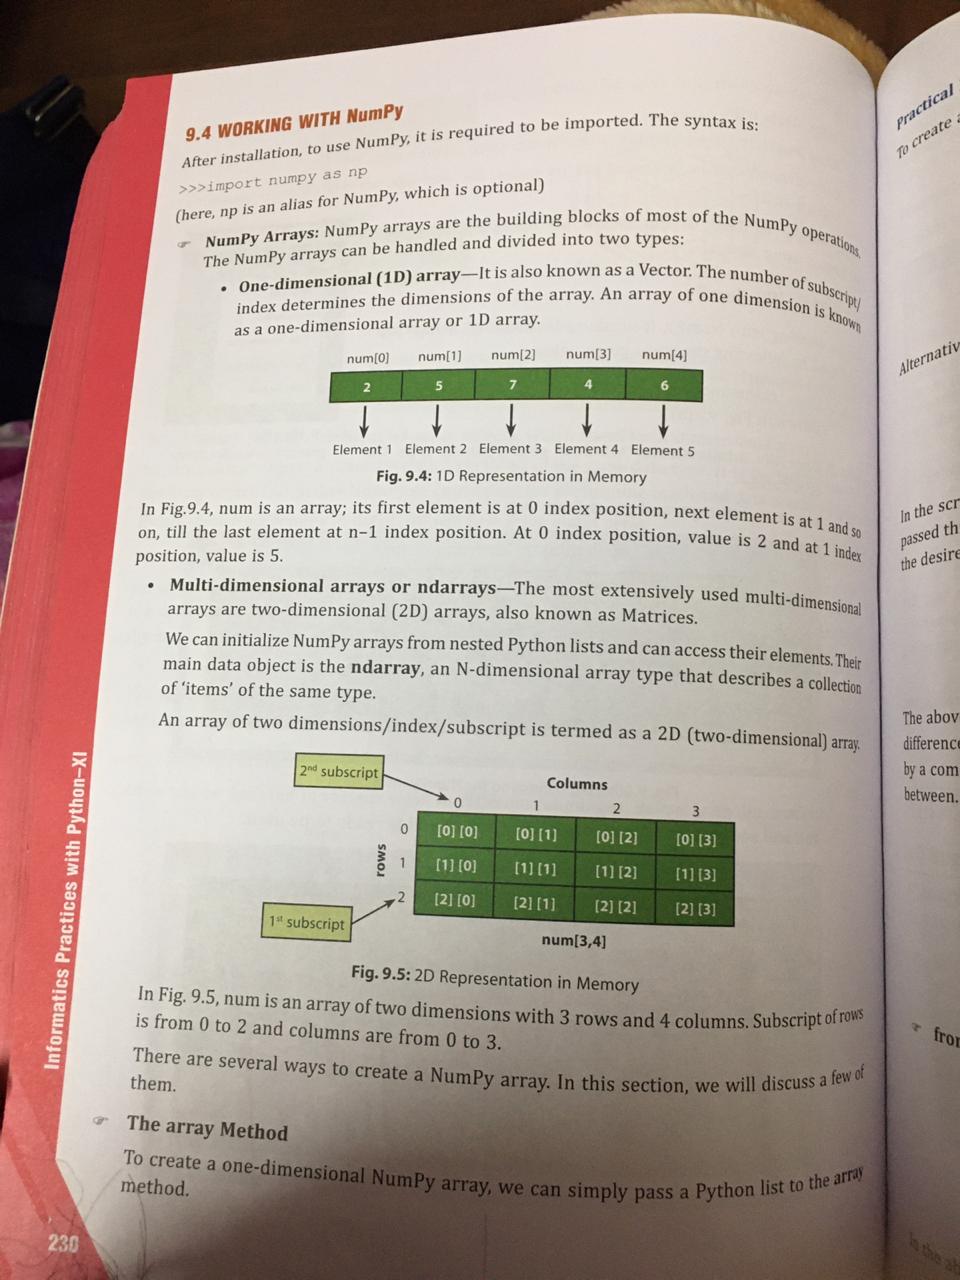 9.4 WORKING WITH NumPy
After installation, to use NumPy, it is required to be imported. The syntax is:
>>>import numpy as np
(here, np is an alias for NumPy, which is optional)
☞ NumPy Arrays: NumPy arrays are the building blocks of most of the NumPy operations.
The NumPy arrays can be handled and divided into two types:
• One-dimensional (1D) array—It is also known as a Vector. The number of subscript/
index determines the dimensions of the array. An array of one dimension is known
as a one-dimensional array or 1D array.
num[0] num[1] num[2] num[3] num[4]
2 5 7 4 6
Element 1 Element 2 Element 3 Element 4 Element 5
Fig. 9.4: 1D Representation in Memory
In Fig.9.4, num is an array; its first element is at 0 index position, next element is at 1 and so
on, till the last element at n–1 index position. At 0 index position, value is 2 and at 1 index
position, value is 5.
• Multi-dimensional arrays or ndarrays—The most extensively used multi-dimensional
arrays are two-dimensional (2D) arrays, also known as Matrices.
We can initialize NumPy arrays from nested Python lists and can access their elements. Their
main data object is the ndarray, an N-dimensional array type that describes a collection
of ‘items’ of the same type.
An array of two dimensions/index/subscript is termed as a 2D (two-dimensional) array.
2nd subscript
Columns
0 1 2 3
rows
0 [0] [0] [0] [1] [0] [2] [0] [3]
1 [1] [0] [1] [1] [1] [2] [1] [3]
2 [2] [0] [2] [1] [2] [2] [2] [3]
1st subscript
num[3,4]
Fig. 9.5: 2D Representation in Memory
In Fig. 9.5, num is an array of two dimensions with 3 rows and 4 columns. Subscript of rows
is from 0 to 2 and columns are from 0 to 3.
There are several ways to create a NumPy array. In this section, we will discuss a few of
them.
☞ The array Method
To create a one-dimensional NumPy array, we can simply pass a Python list to the array
method.
Informatics Practices with Python–XI
230
Practical
To create
Alternativ
In the scr
passed th
the desire
The abov
difference
by a com
between.
☞ fror